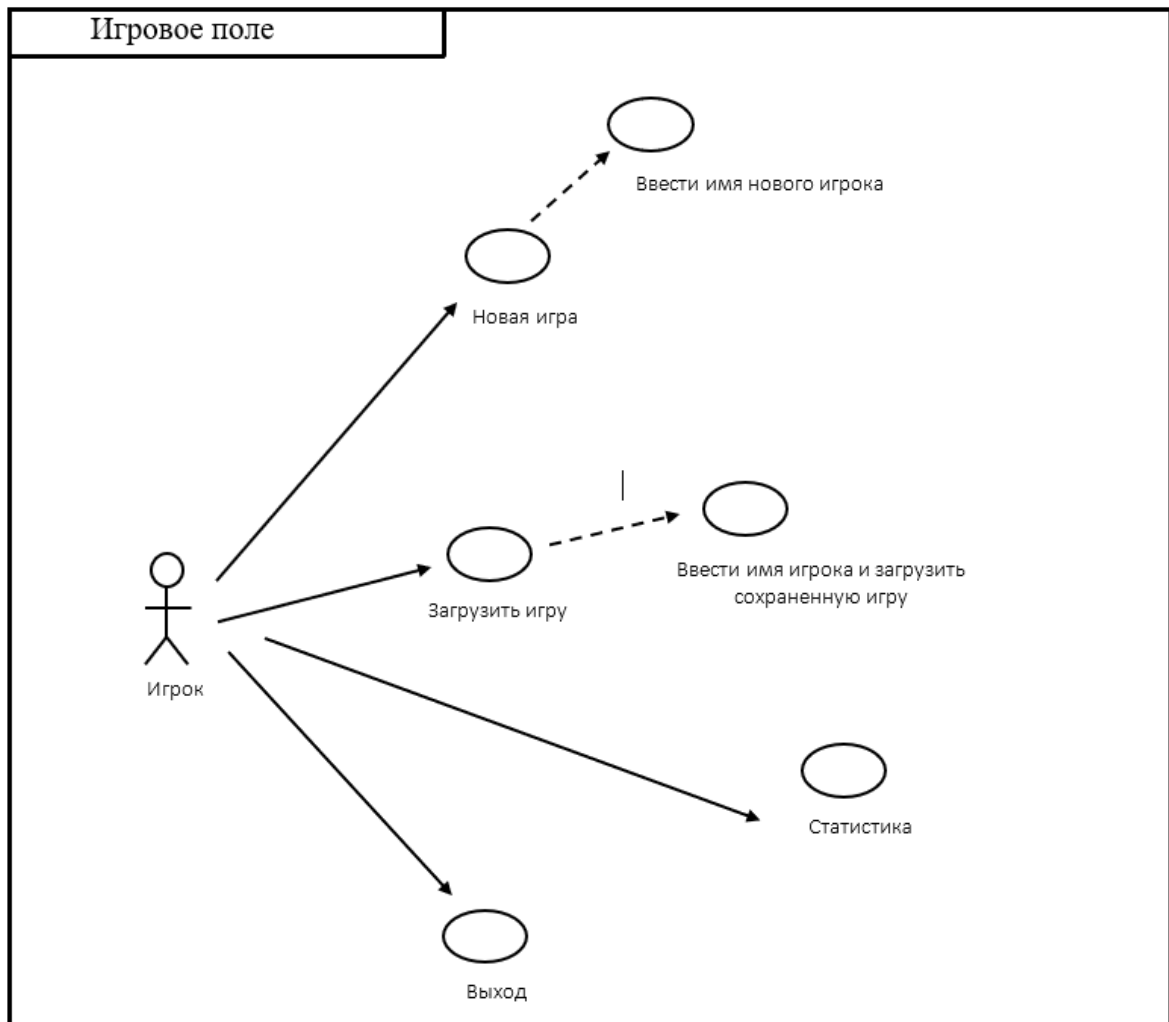 Игровое поле
Ввести имя нового игрока
Новая игра
Ввести имя игрока и загрузить
сохраненную игру
Загрузить игру
Игрок
Статистика
Выход